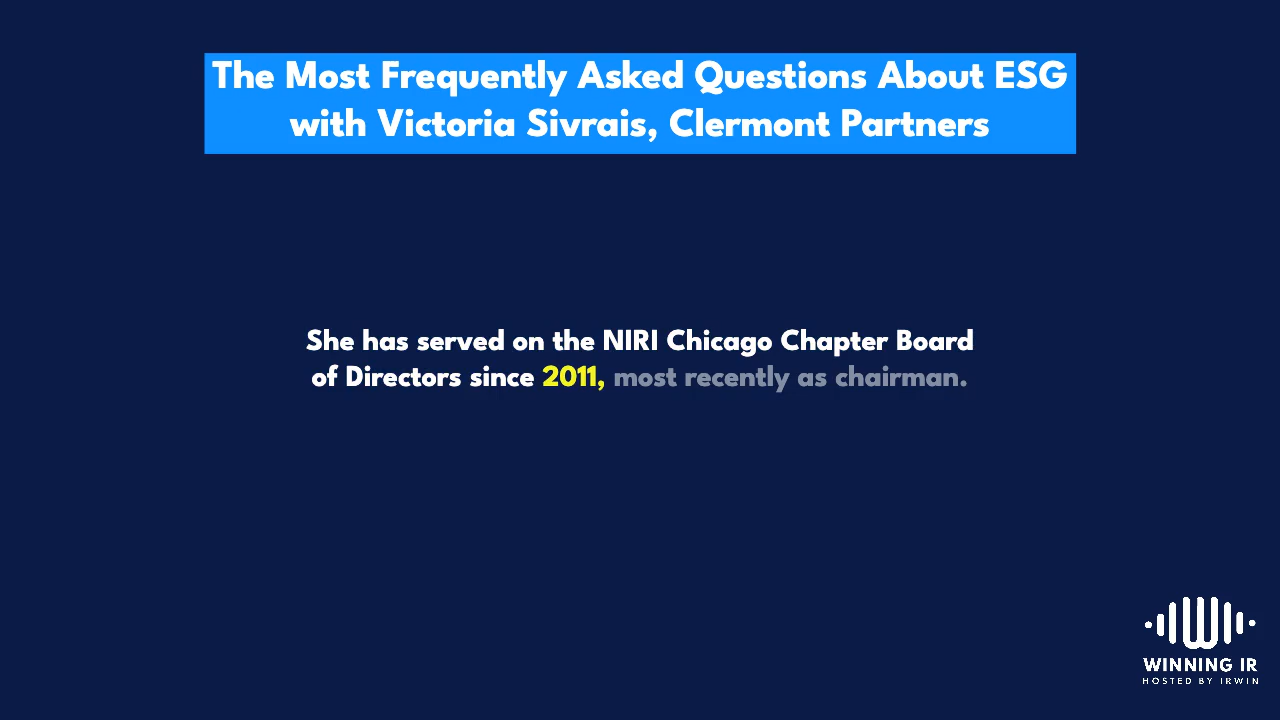 The Most Frequently Asked Questions About ESG
with Victoria Sivrais, Clermont Partners
She has served on the NIRI Chicago Chapter Board
of Directors since 2011, most recently as chairman.
WINNING IR
HOSTED BY IRWIN